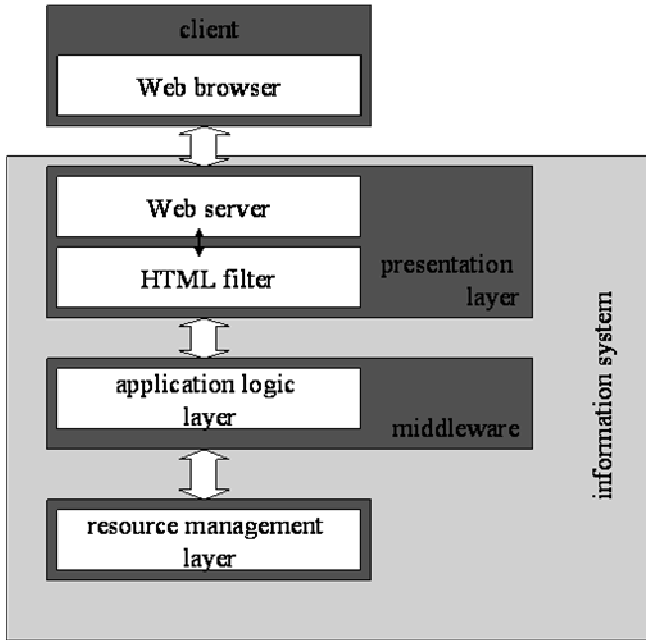 client
Web browser
Web server
HTML filter
presentation
layer
application logic
layer
middleware
resource management
layer
information system